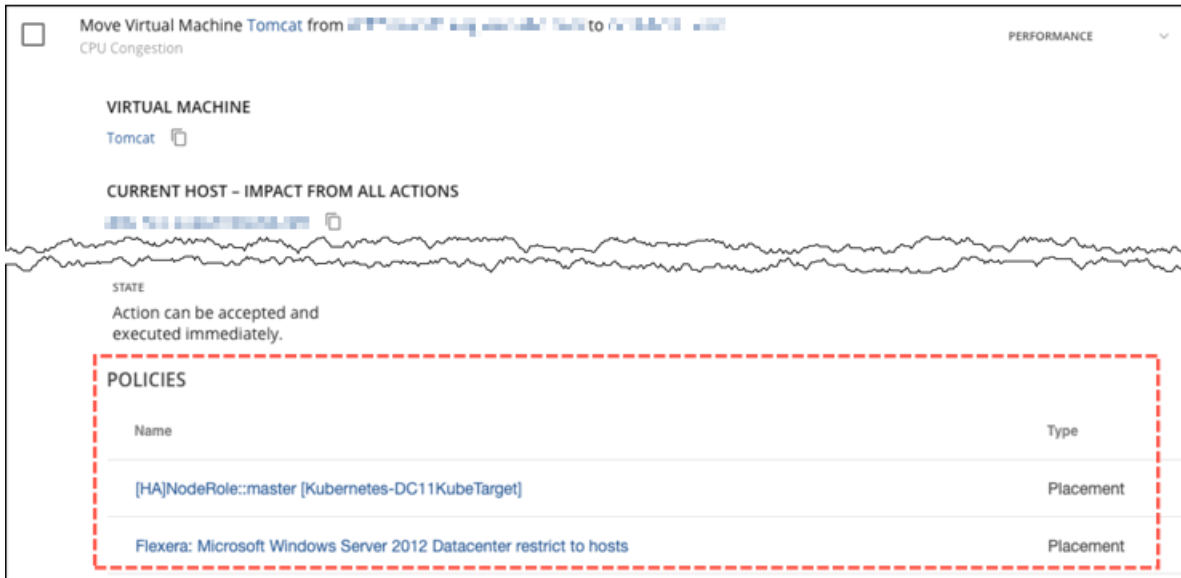 Move Virtual Machine Tomcat from to
PERFORMANCE
CPU Congestion
VIRTUAL MACHINE
Tomcat
CURRENT HOST – IMPACT FROM ALL ACTIONS
STATE
Action can be accepted and
executed immediately.
POLICIES
Name Type
[HA]NodeRole::master [Kubernetes-DC11KubeTarget] Placement
Flexera: Microsoft Windows Server 2012 Datacenter restrict to hosts Placement